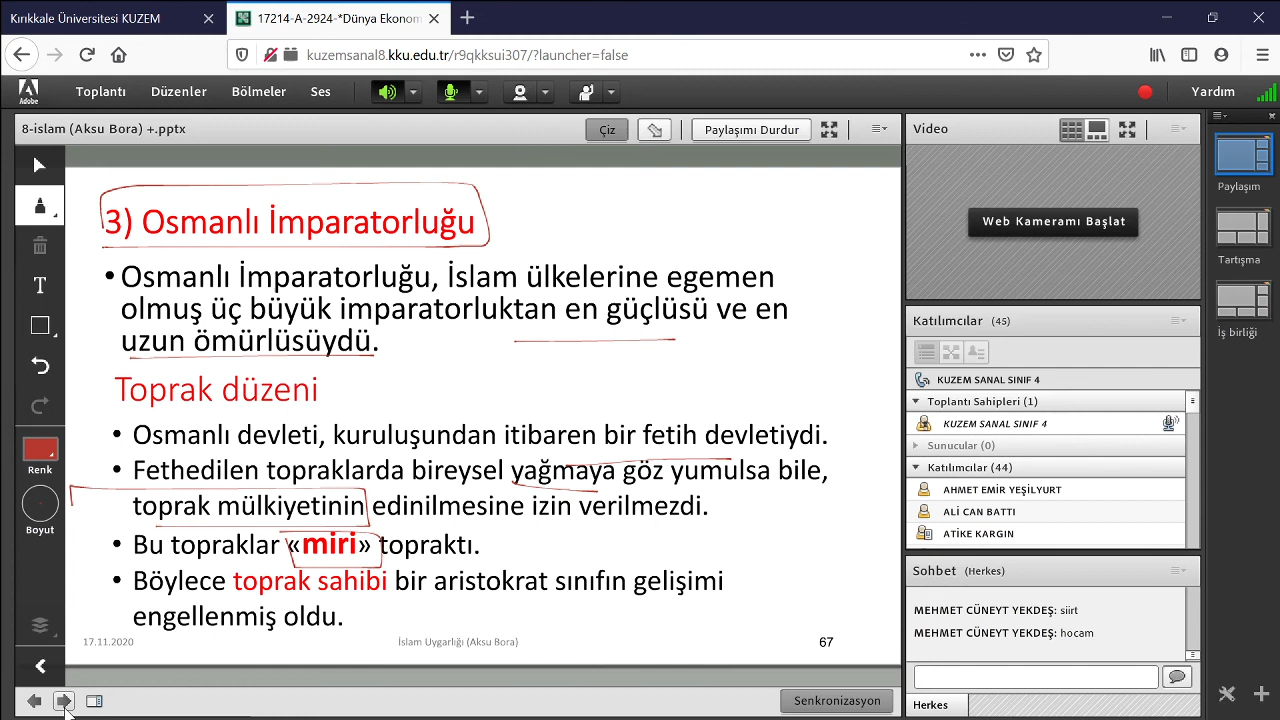 Kırıkkale Üniversitesi KUZEM
17214-A-2924-*Dünya Ekonom
kuzemsanal8.kku.edu.tr/r9qkksui307/?launcher=false
Adobe
Toplantı
Düzenler
Bölmeler
Ses
Yardım
8-islam (Aksu Bora) +.pptx
Çiz
Paylaşımı Durdur
3) Osmanlı İmparatorluğu
• Osmanlı İmparatorluğu, İslam ülkelerine egemen
olmuş üç büyük imparatorluktan en güçlüsü ve en
uzun ömürlüsüydü.
Toprak düzeni
• Osmanlı devleti, kuruluşundan itibaren bir fetih devletiydi.
• Fethedilen topraklarda bireysel yağmaya göz yumulsa bile,
toprak mülkiyetinin edinilmesine izin verilmezdi.
• Bu topraklar «miri» topraktı.
• Böylece toprak sahibi bir aristokrat sınıfın gelişimi
engellenmiş oldu.
17.11.2020
İslam Uygarlığı (Aksu Bora)
67
T
Renk
Boyut
Senkronizasyon
Video
Web Kameramı Başlat
Katılımcılar (45)
KUZEM SANAL SINIF 4
Toplantı Sahipleri (1)
KUZEM SANAL SINIF 4
Sunucular (0)
Katılımcılar (44)
AHMET EMİR YEŞİLYURT
ALİ CAN BATTI
ATİKE KARGIN
Sohbet (Herkes)
MEHMET CÜNEYT YEKDEŞ: siirt
MEHMET CÜNEYT YEKDEŞ: hocam
Herkes
Paylaşım
Tartışma
İş birliği